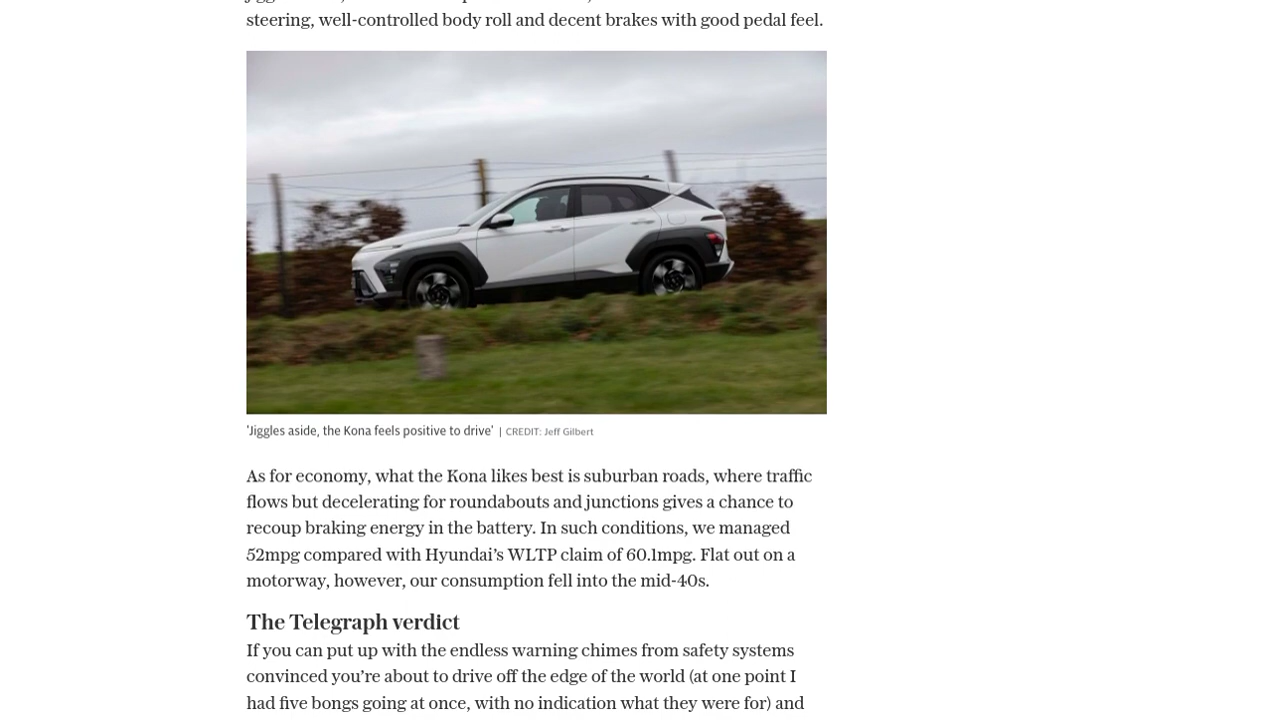 steering, well-controlled body roll and decent brakes with good pedal feel.
'Jiggles aside, the Kona feels positive to drive' | CREDIT: Jeff Gilbert
As for economy, what the Kona likes best is suburban roads, where traffic
flows but decelerating for roundabouts and junctions gives a chance to
recoup braking energy in the battery. In such conditions, we managed
52mpg compared with Hyundai’s WLTP claim of 60.1mpg. Flat out on a
motorway, however, our consumption fell into the mid-40s.
The Telegraph verdict
If you can put up with the endless warning chimes from safety systems
convinced you’re about to drive off the edge of the world (at one point I
had five bongs going at once, with no indication what they were for) and